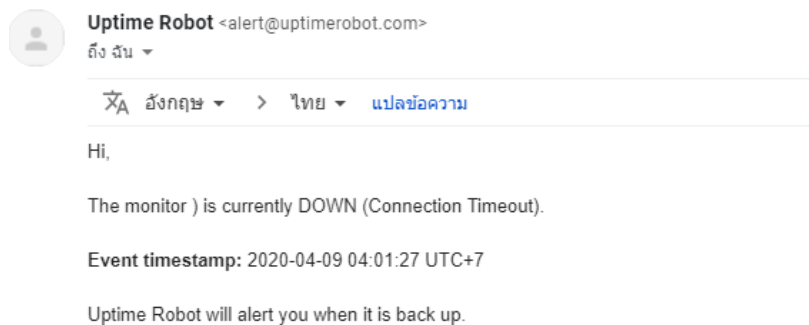 Uptime Robot <alert@uptimerobot.com>
ถึง ฉัน
อังกฤษ > ไทย แปลข้อความ
Hi,
The monitor ) is currently DOWN (Connection Timeout).
Event timestamp: 2020-04-09 04:01:27 UTC+7
Uptime Robot will alert you when it is back up.